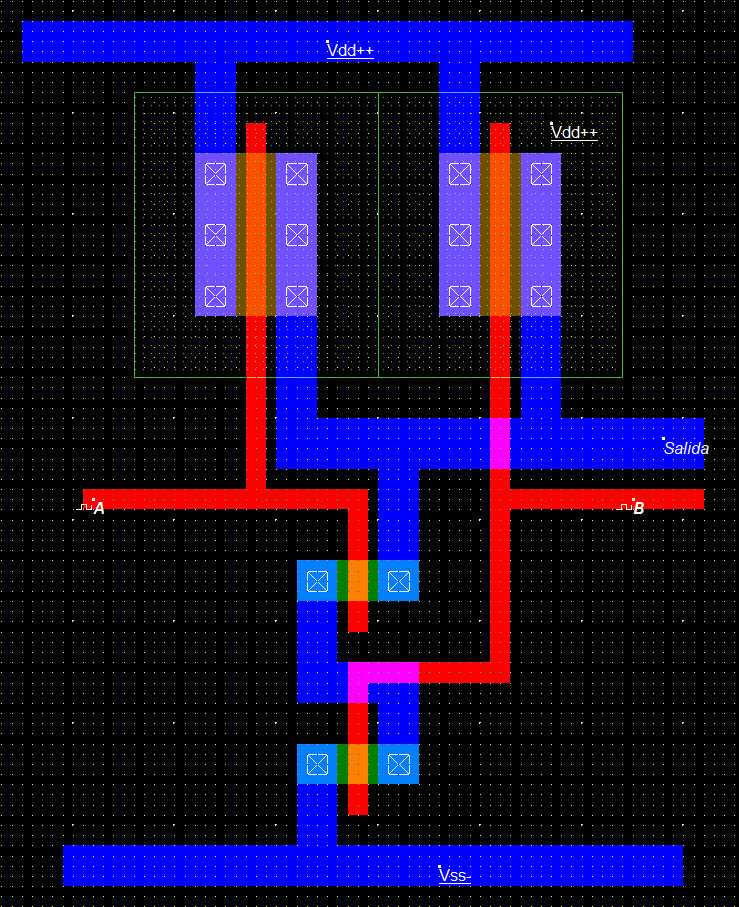 Vdd++
Vdd++
Salida
A
B
Vss-